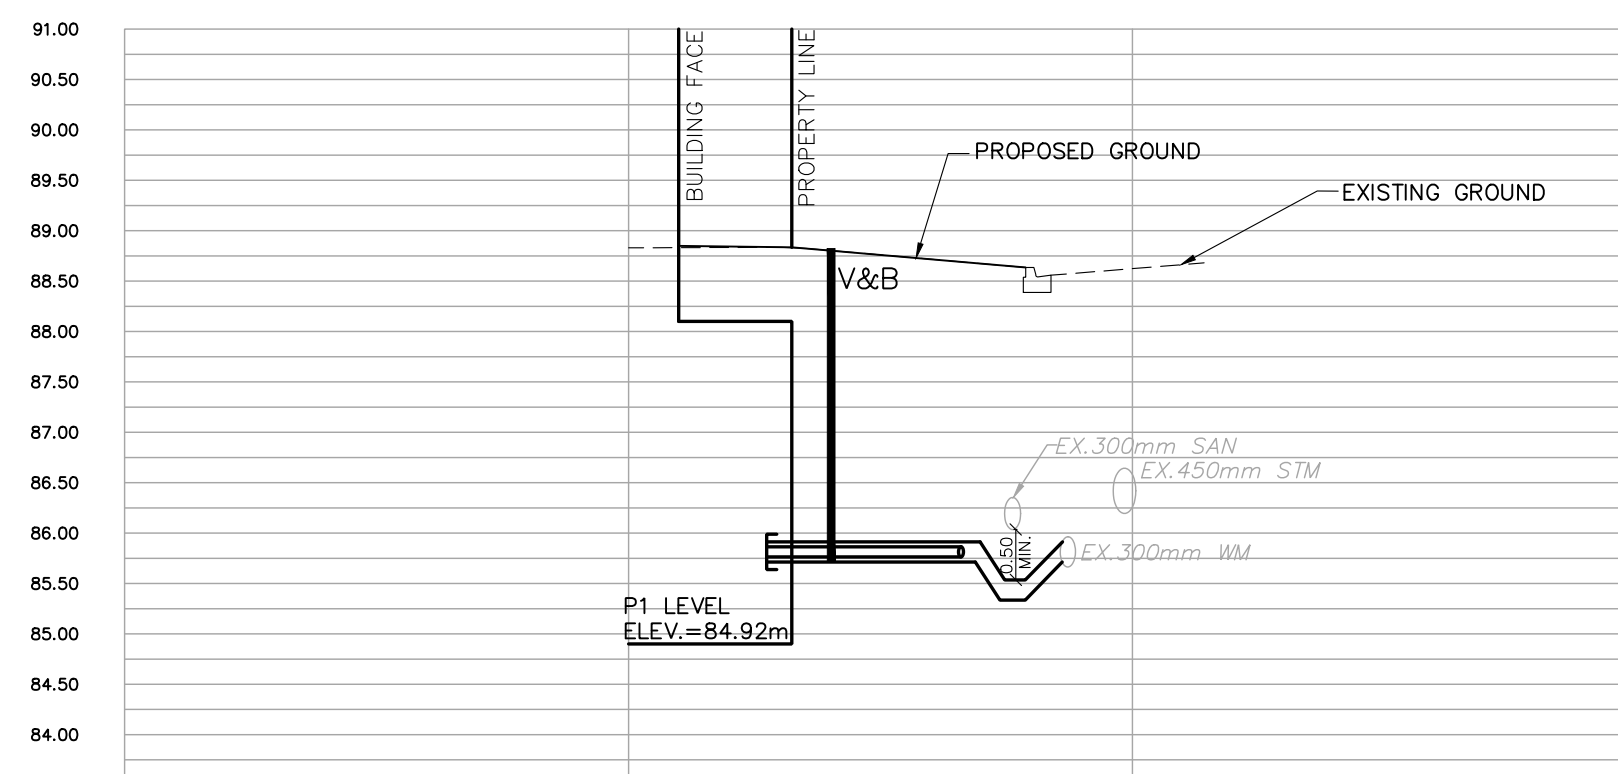 91.00
90.50
90.00
89.50
89.00
88.50
88.00
87.50
87.00
86.50
86.00
85.50
85.00
84.50
84.00
BUILDING FACE
PROPERTY LINE
PROPOSED GROUND
EXISTING GROUND
V&B
EX.300mm SAN
EX.450mm STM
0.50
MIN.
EX.300mm WM
P1 LEVEL
ELEV.=84.92m